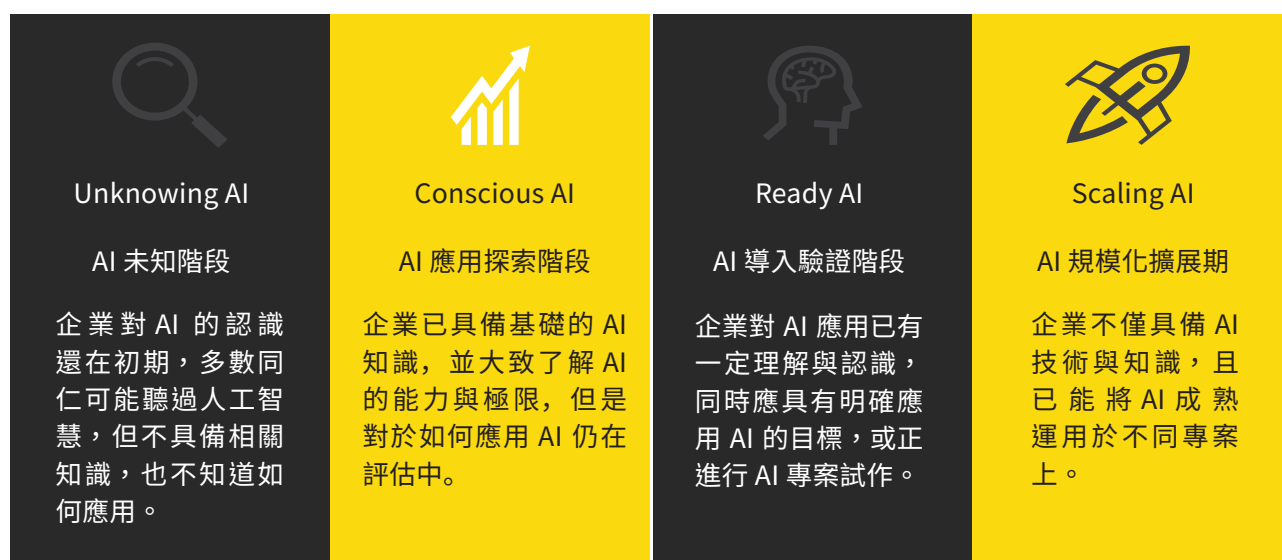 Unknowing AI
AI 未知階段
企業對 AI 的認識
還在初期，多數同
仁可能聽過人工智
慧，但不具備相關
知識，也不知道如
何應用。
Conscious AI
AI 應用探索階段
企業已具備基礎的 AI
知識，並大致了解 AI
的能力與極限，但是
對於如何應用 AI 仍在
評估中。
Ready AI
AI 導入驗證階段
企業對 AI 應用已有
一定理解與認識，
同時應具有明確應
用 AI 的目標，或正
進行 AI 專案試作。
Scaling AI
AI 規模化擴展期
企業不僅具備 AI
技術與知識，且
已能將 AI 成熟
運用於不同專案
上。